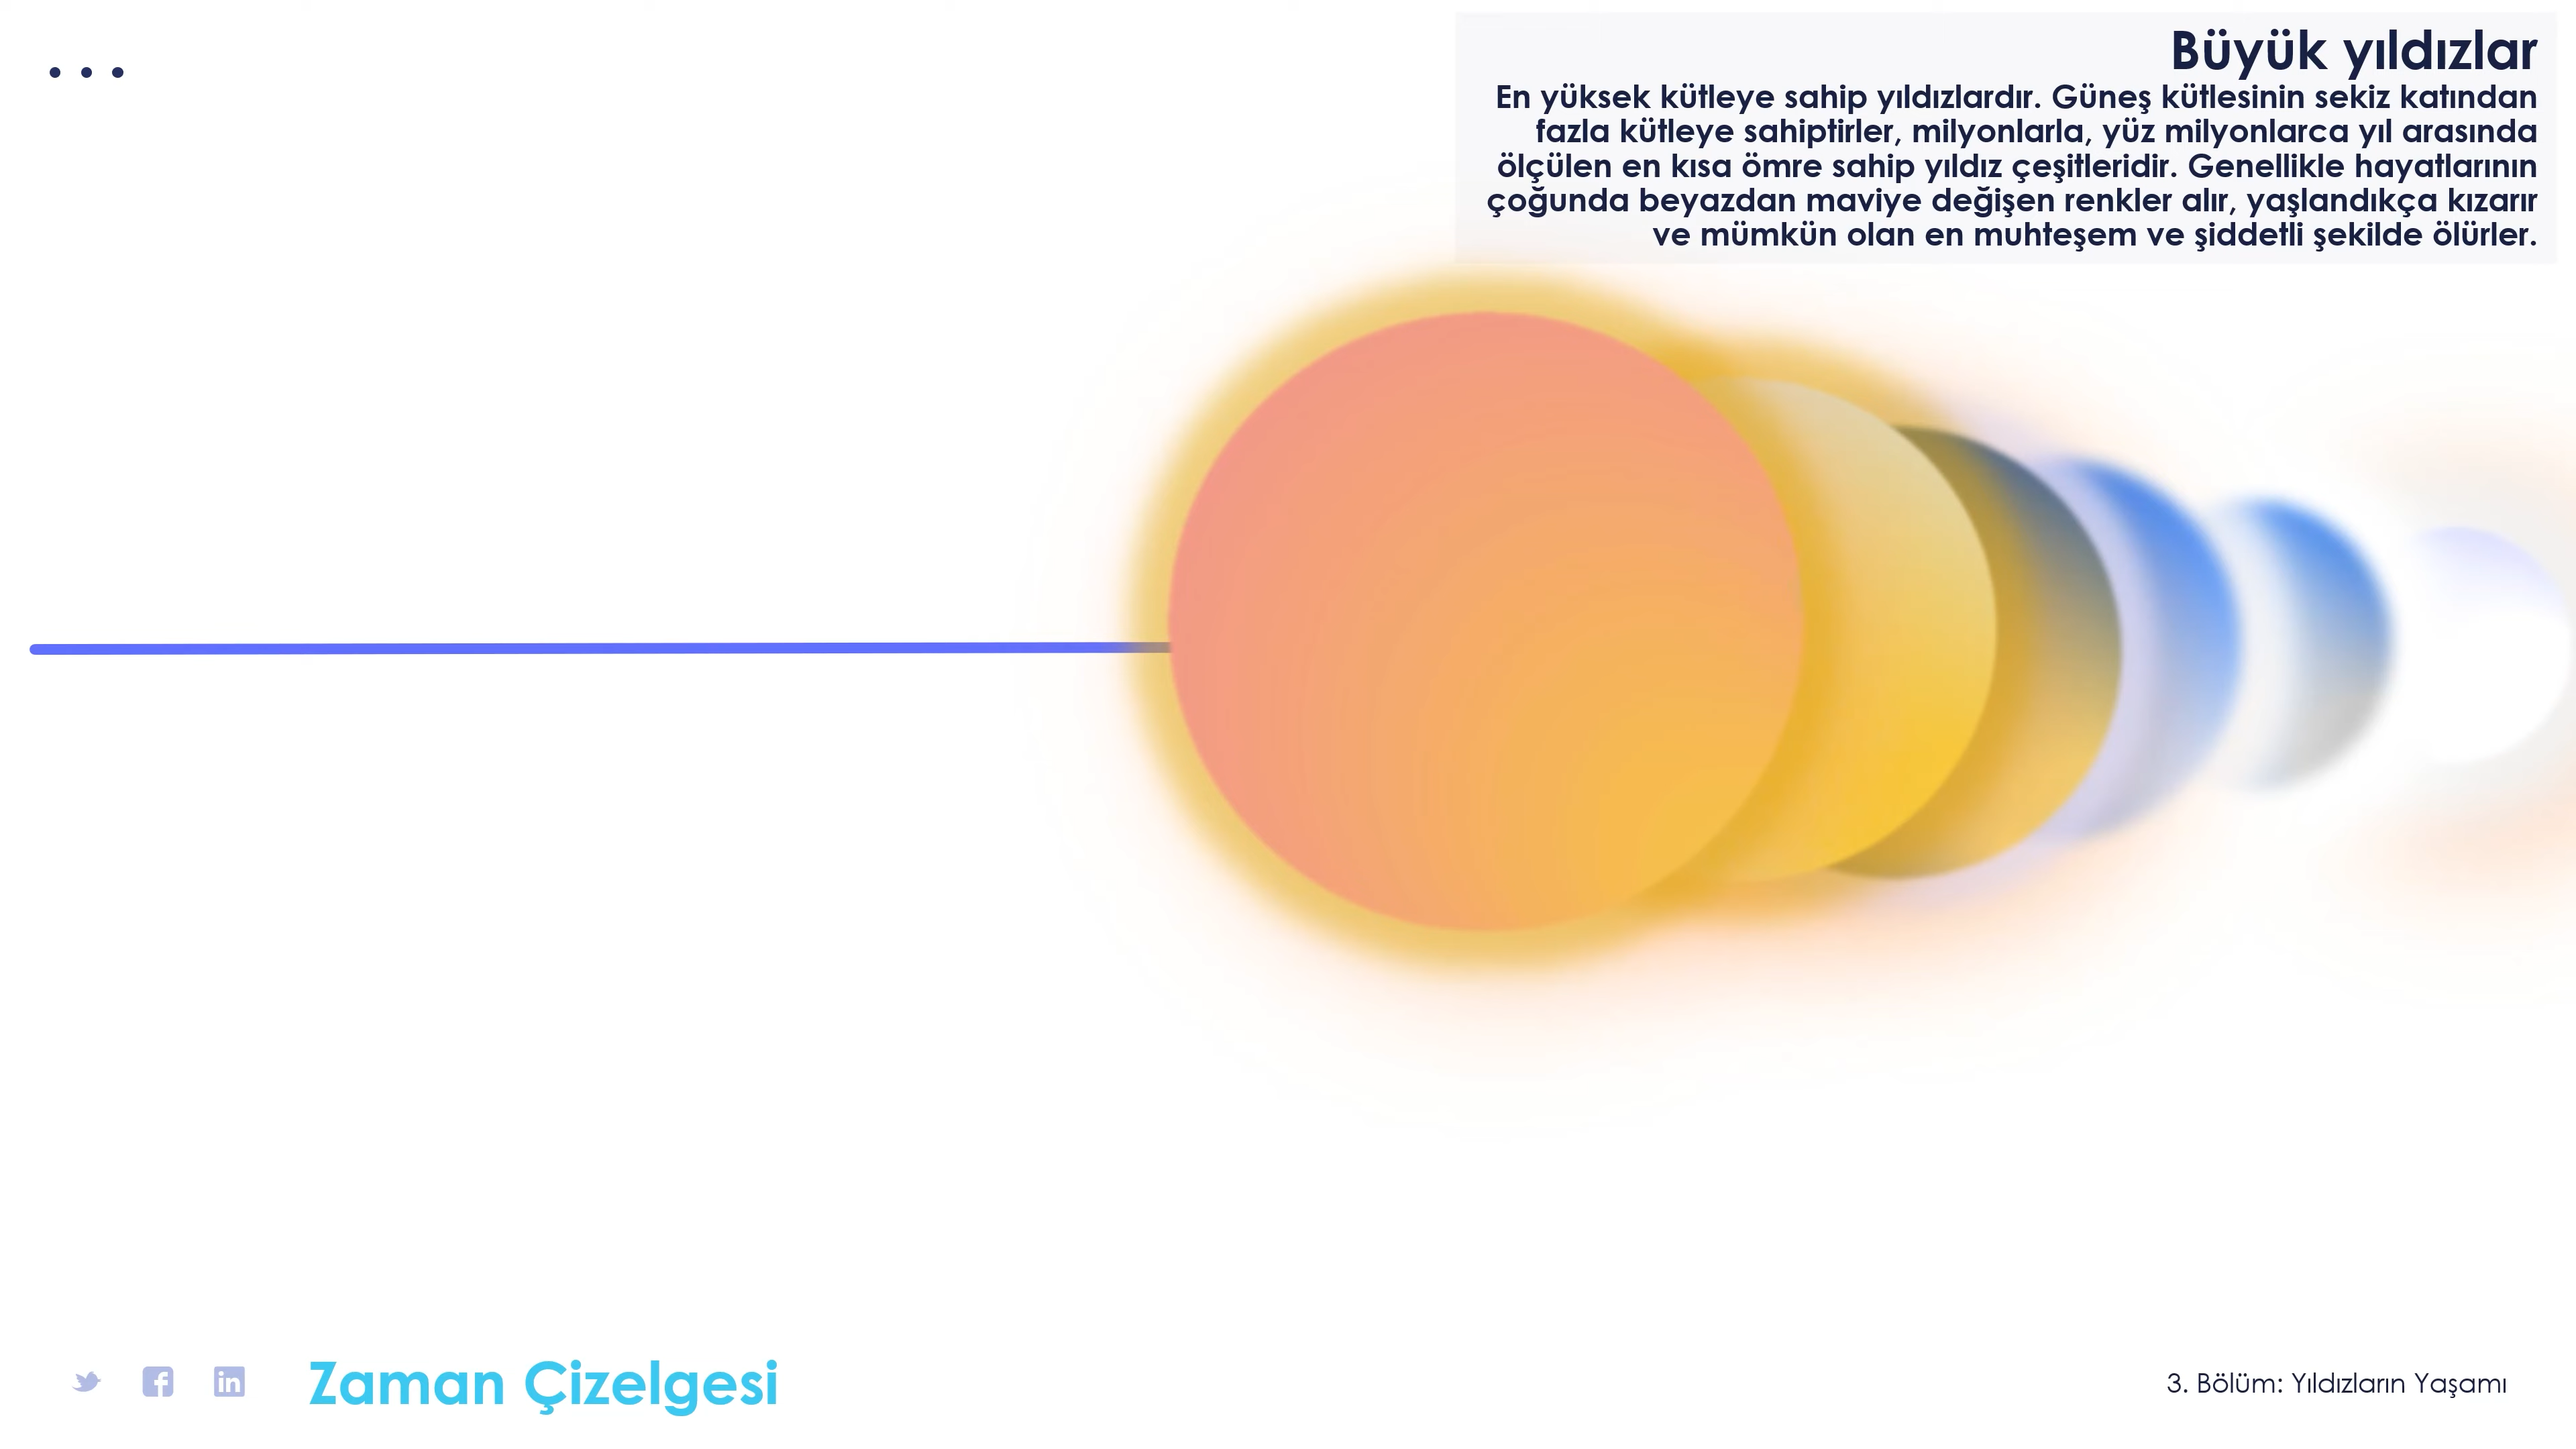 Büyük yıldızlar
En yüksek kütleye sahip yıldızlardır. Güneş kütlesinin sekiz katından
fazla kütleye sahiptirler, milyonlarla, yüz milyonlarca yıl arasında
ölçülen en kısa ömre sahip yıldız çeşitleridir. Genellikle hayatlarının
çoğunda beyazdan maviye değişen renkler alır, yaşlandıkça kızarır
ve mümkün olan en muhteşem ve şiddetli şekilde ölürler.
Zaman Çizelgesi
3. Bölüm: Yıldızların Yaşamı